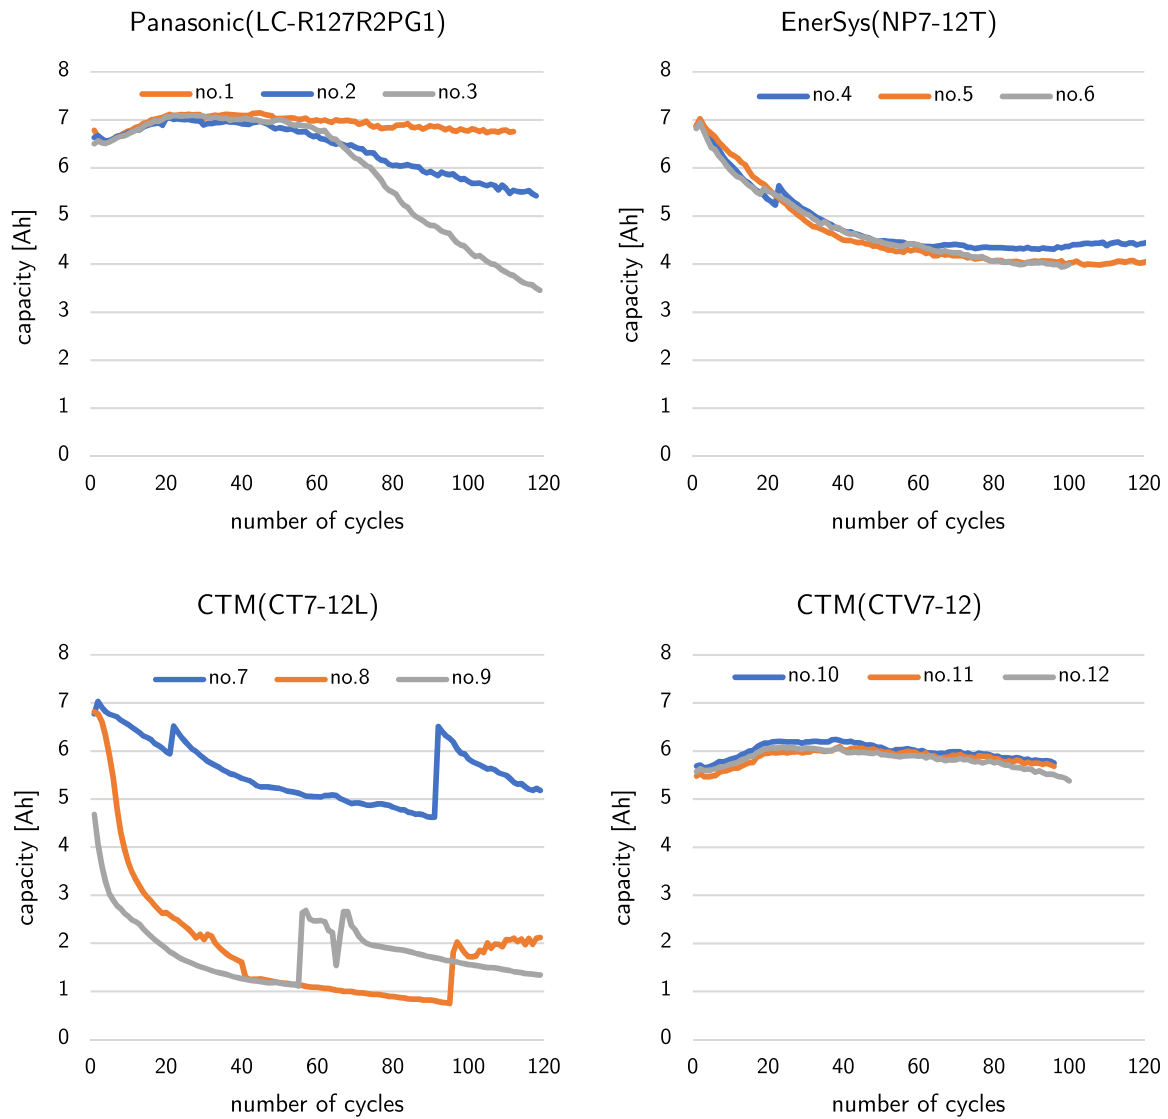 Panasonic(LC-R127R2PG1)
8
7
6
5
4
3
2
1
0
no.1 no.2 no.3
capacity [Ah]
0 20 40 60 80 100 120
number of cycles
EnerSys(NP7-12T)
8
7
6
5
4
3
2
1
0
no.4 no.5 no.6
capacity [Ah]
0 20 40 60 80 100 120
number of cycles
CTM(CT7-12L)
8
7
6
5
4
3
2
1
0
no.7 no.8 no.9
capacity [Ah]
0 20 40 60 80 100 120
number of cycles
CTM(CTV7-12)
8
7
6
5
4
3
2
1
0
no.10 no.11 no.12
capacity [Ah]
0 20 40 60 80 100 120
number of cycles